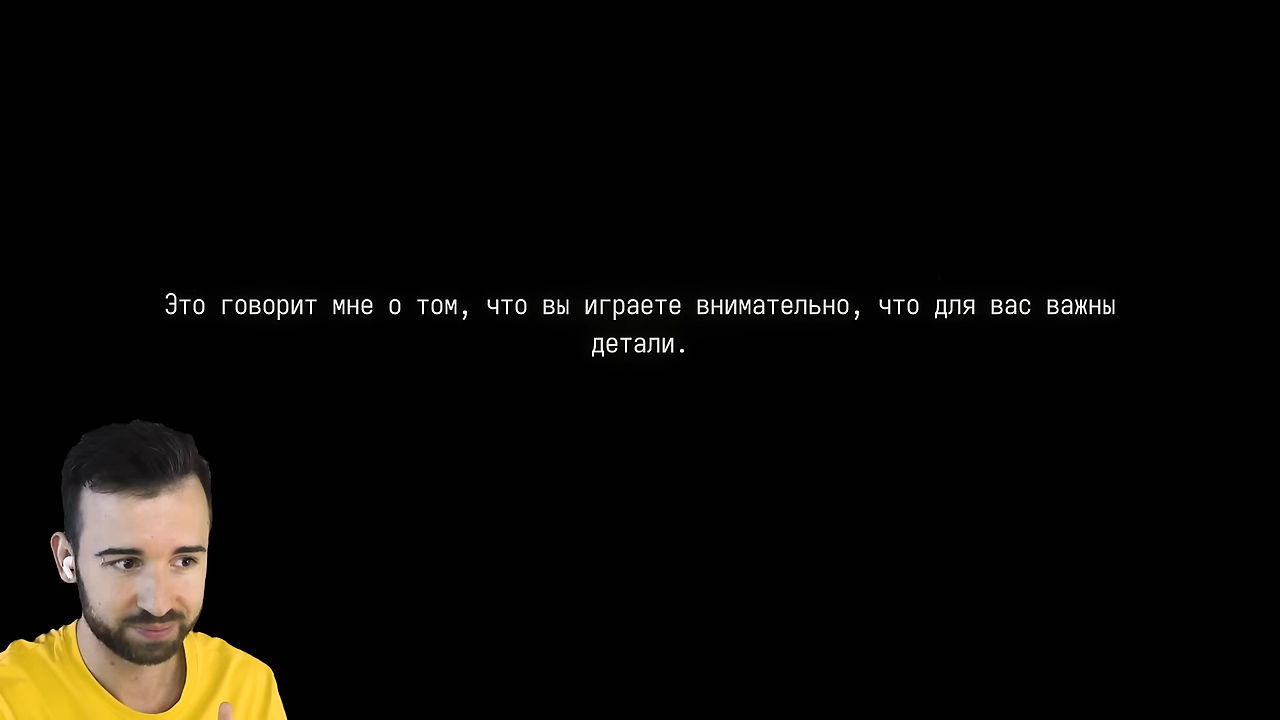 Это говорит мне о том, что вы играете внимательно, что для вас важны
детали.